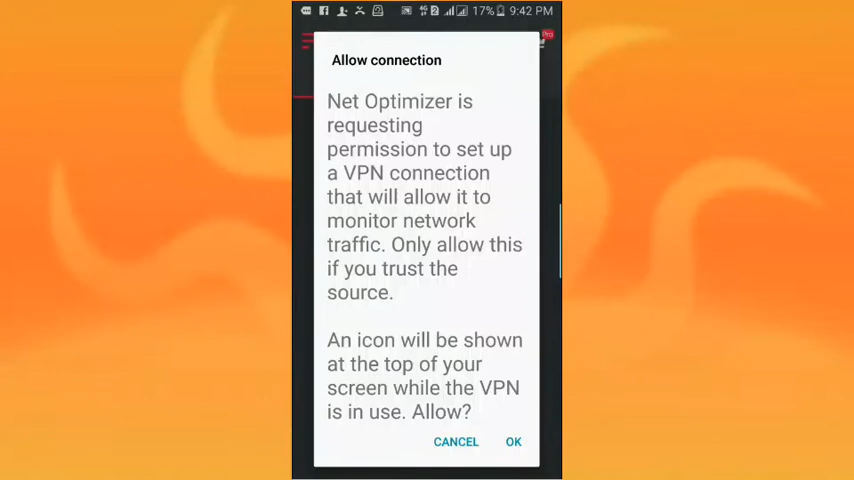 17% 9:42 PM
Pro
Allow connection
Net Optimizer is
requesting
permission to set up
a VPN connection
that will allow it to
monitor network
traffic. Only allow this
if you trust the
source.
An icon will be shown
at the top of your
screen while the VPN
is in use. Allow?
CANCEL OK